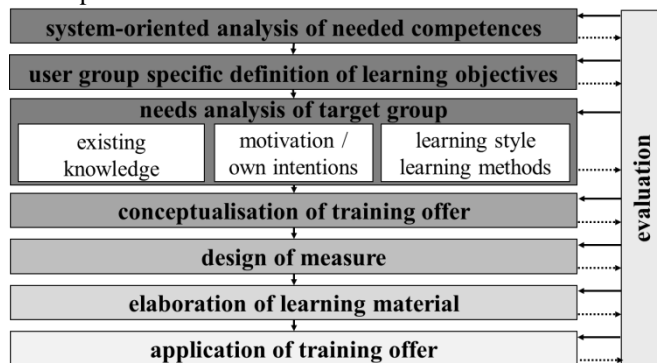 system-oriented analysis of needed competences
user group specific definition of learning objectives
needs analysis of target group
existing
knowledge
motivation /
own intentions
learning style
learning methods
conceptualisation of training offer
design of measure
elaboration of learning material
application of training offer
evaluation